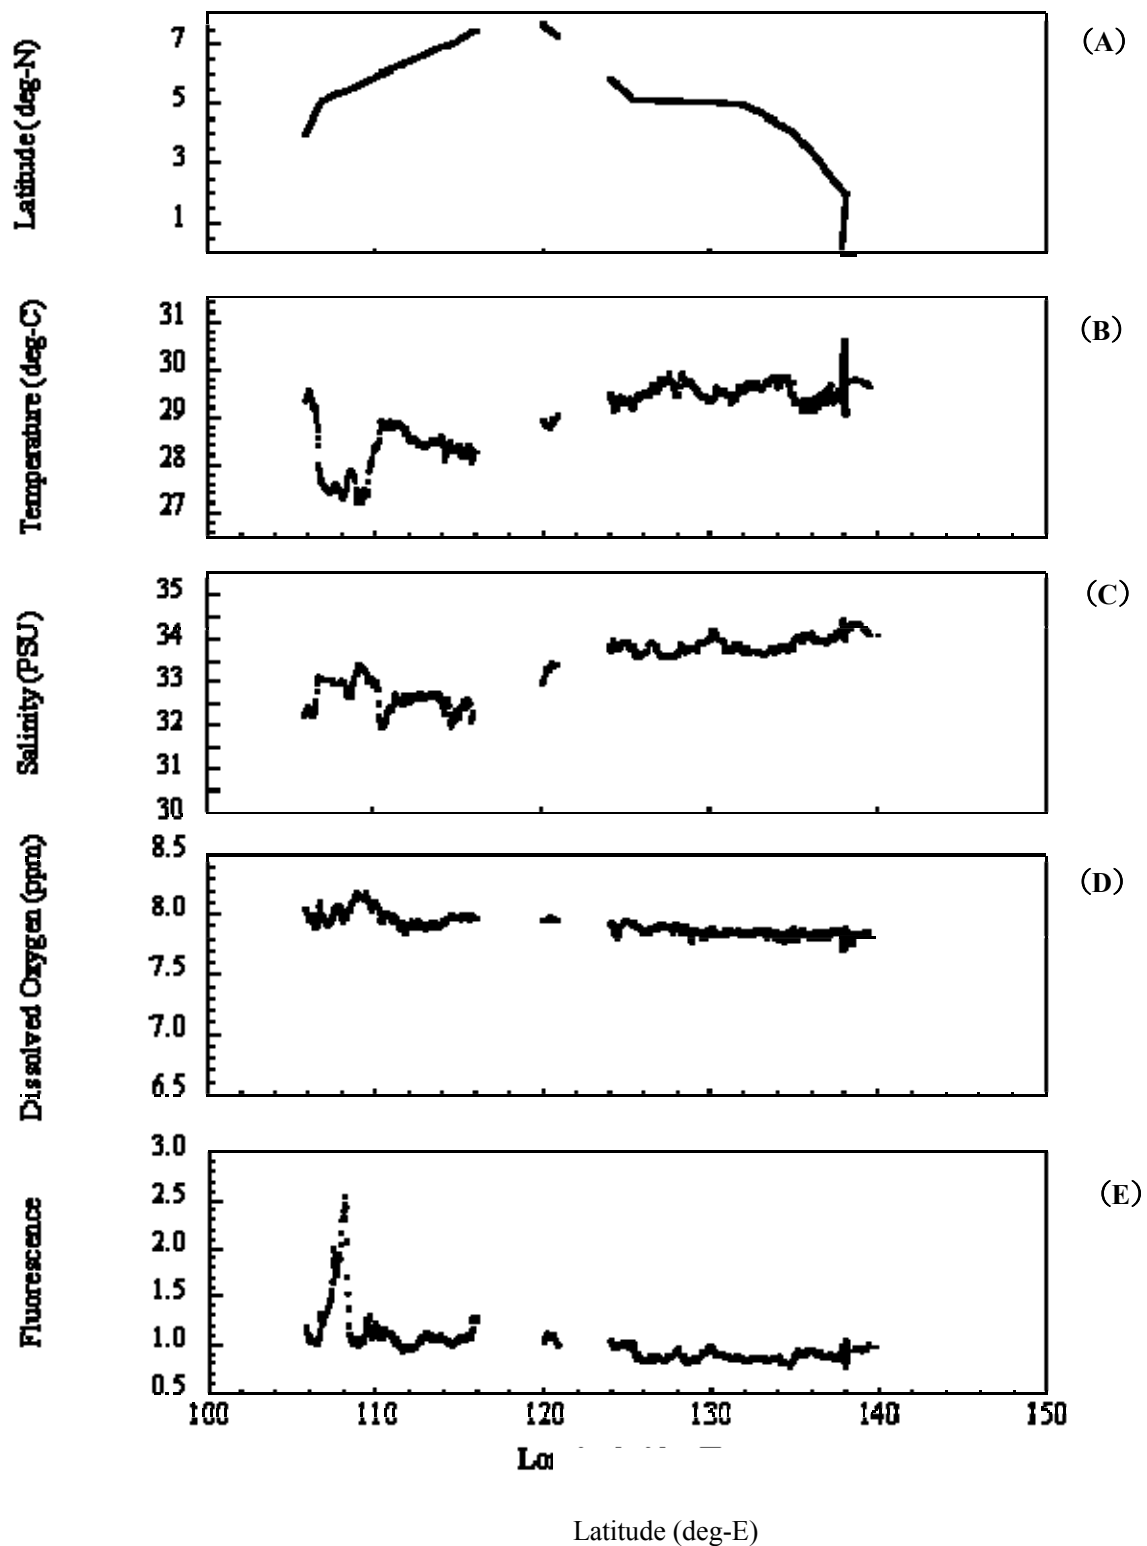 Latitude (deg-N)
7
5
3
1
(A)
Temperature (deg-C)
31
30
29
28
27
(B)
Salinity (PSU)
35
34
33
32
31
30
(C)
Dissolved Oxygen (ppm)
8.5
8.0
7.5
7.0
6.5
(D)
Fluorescence
3.0
2.5
2.0
1.5
1.0
0.5
(E)
100 110 120 130 140 150
Latitude (deg-E)